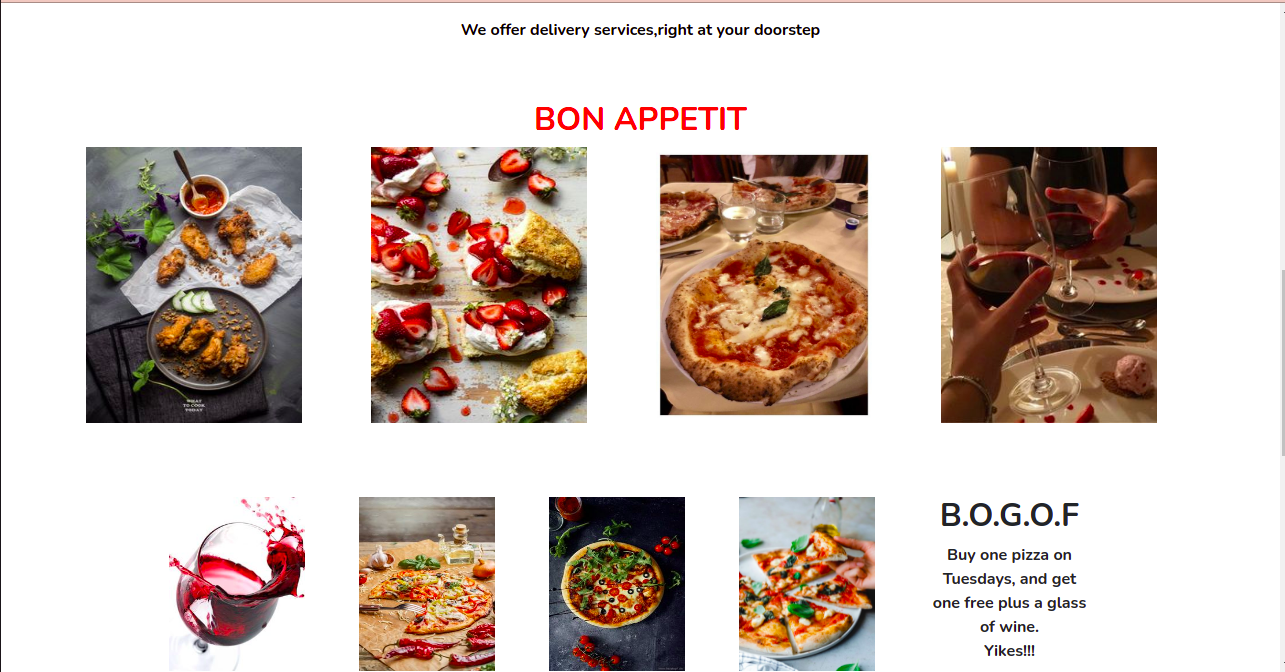 We offer delivery services,right at your doorstep
BON APPETIT
WHAT
TO COOK
TODAY
B.O.G.O.F
Buy one pizza on
Tuesdays, and get
one free plus a glass
of wine.
Yikes!!!